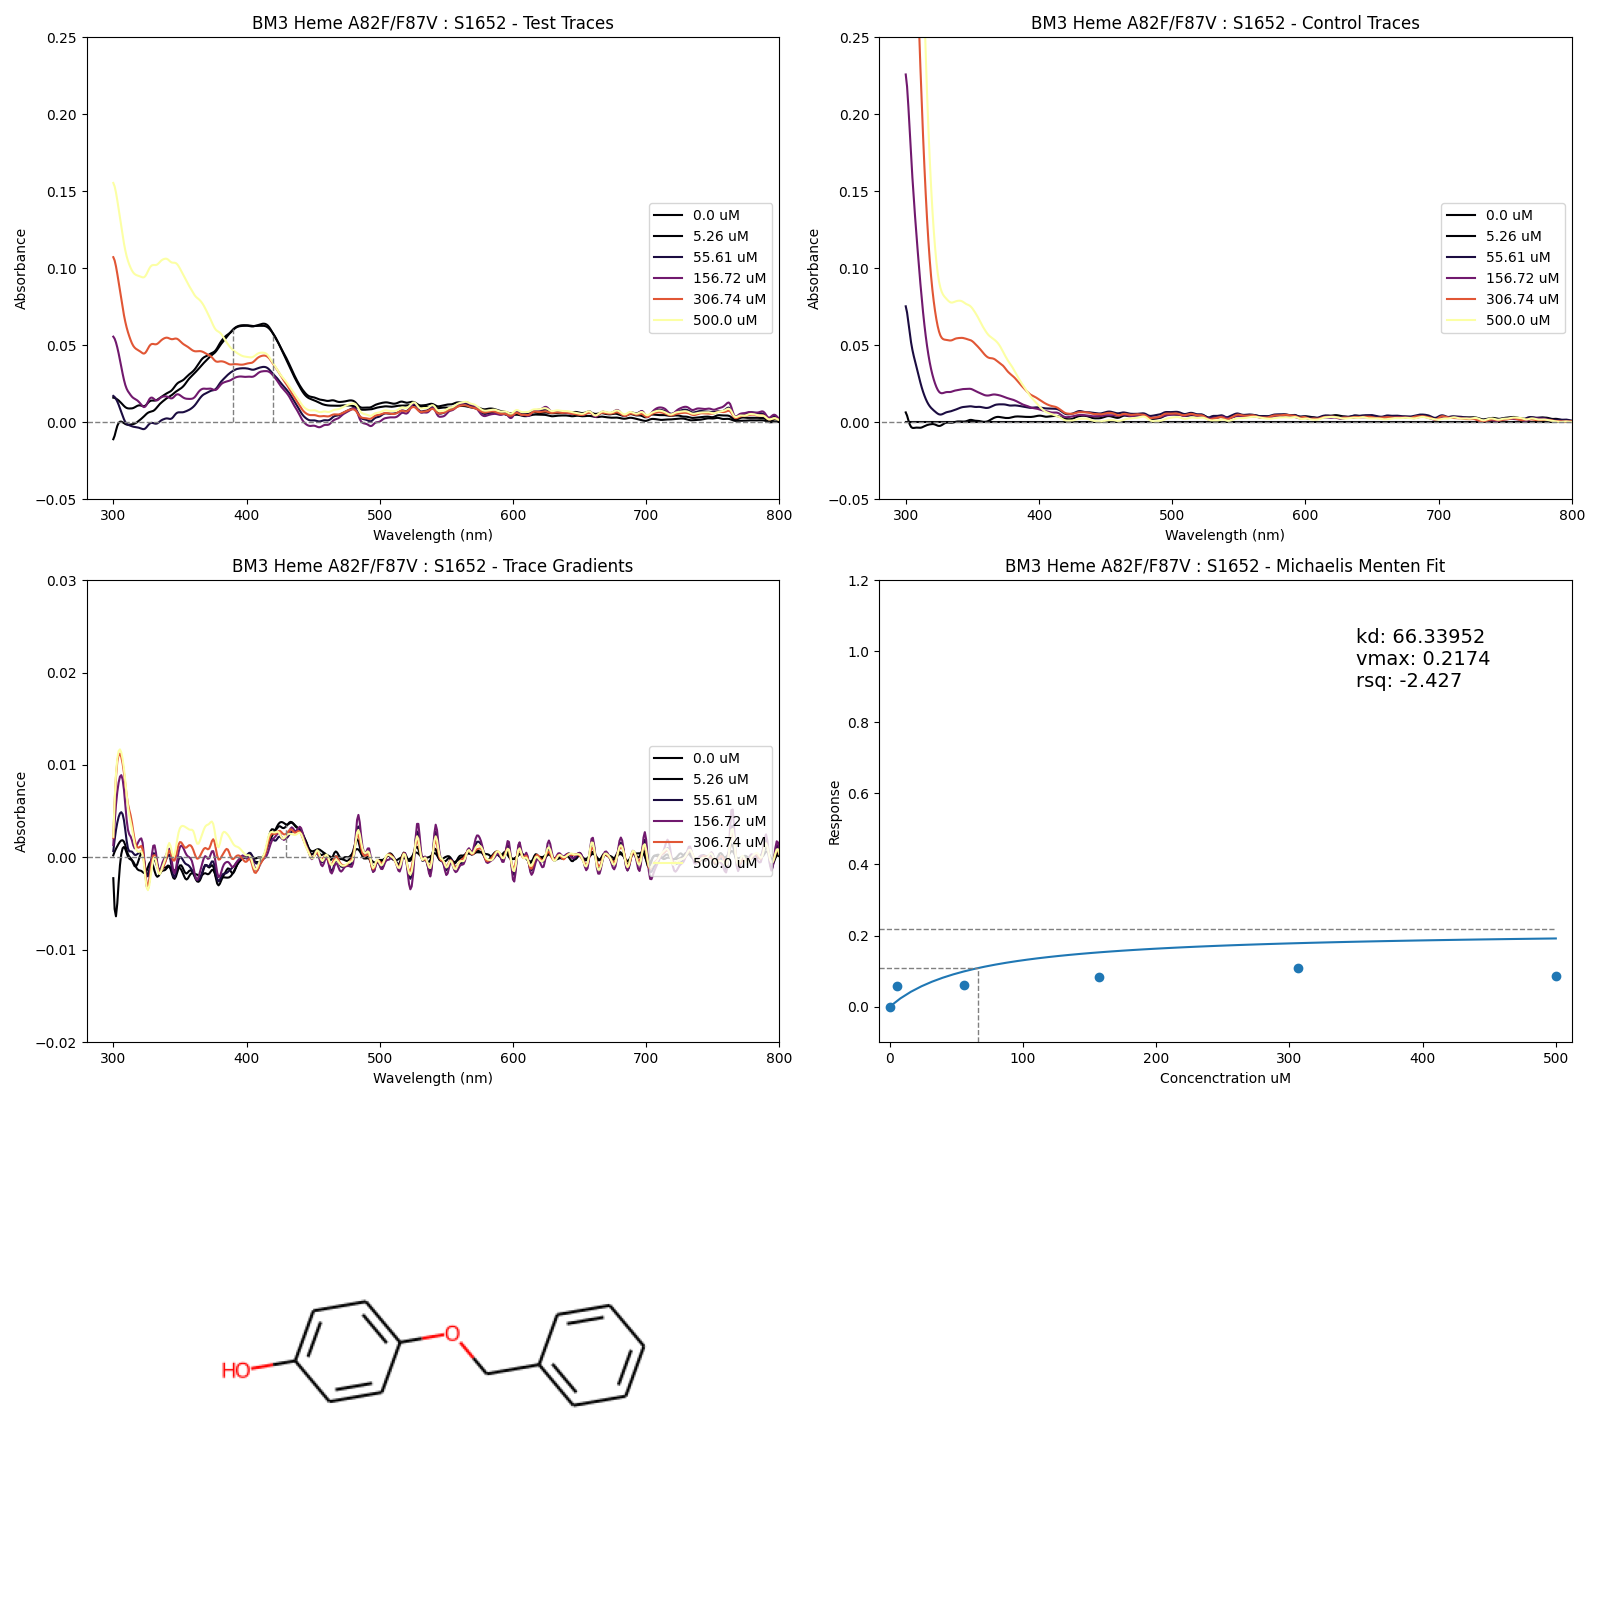 BM3 Heme A82F/F87V : S1652 - Test Traces
0.25
0.20
0.15
0.10
0.05
0.00
−0.05
Absorbance
300 400 500 600 700 800
Wavelength (nm)
0.0 uM
5.26 uM
55.61 uM
156.72 uM
306.74 uM
500.0 uM
BM3 Heme A82F/F87V : S1652 - Control Traces
0.25
0.20
0.15
0.10
0.05
0.00
−0.05
Absorbance
300 400 500 600 700 800
Wavelength (nm)
0.0 uM
5.26 uM
55.61 uM
156.72 uM
306.74 uM
500.0 uM
BM3 Heme A82F/F87V : S1652 - Trace Gradients
0.03
0.02
0.01
0.00
−0.01
−0.02
Absorbance
300 400 500 600 700 800
Wavelength (nm)
0.0 uM
5.26 uM
55.61 uM
156.72 uM
306.74 uM
500.0 uM
BM3 Heme A82F/F87V : S1652 - Michaelis Menten Fit
1.2
1.0
0.8
0.6
0.4
0.2
0.0
Response
kd: 66.33952
vmax: 0.2174
rsq: -2.427
0 100 200 300 400 500
Concenctration uM
HO
O